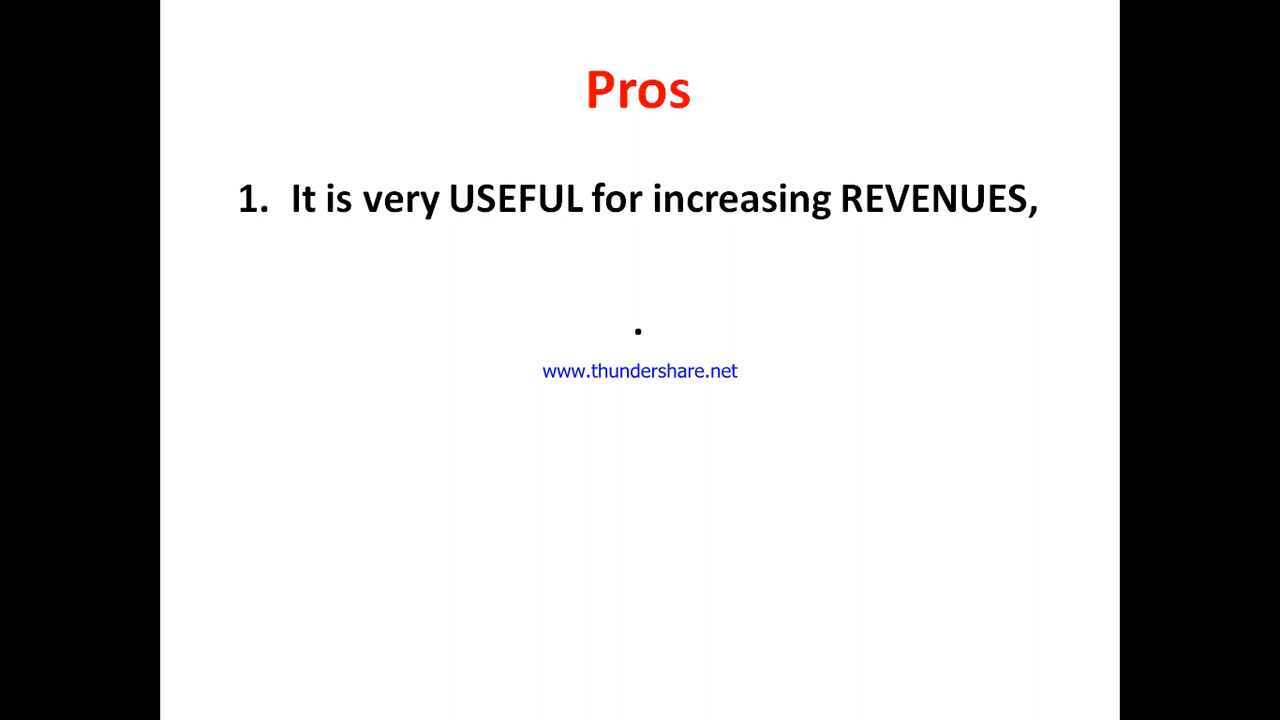 Pros
1. It is very USEFUL for increasing REVENUES,
.
www.thundershare.net